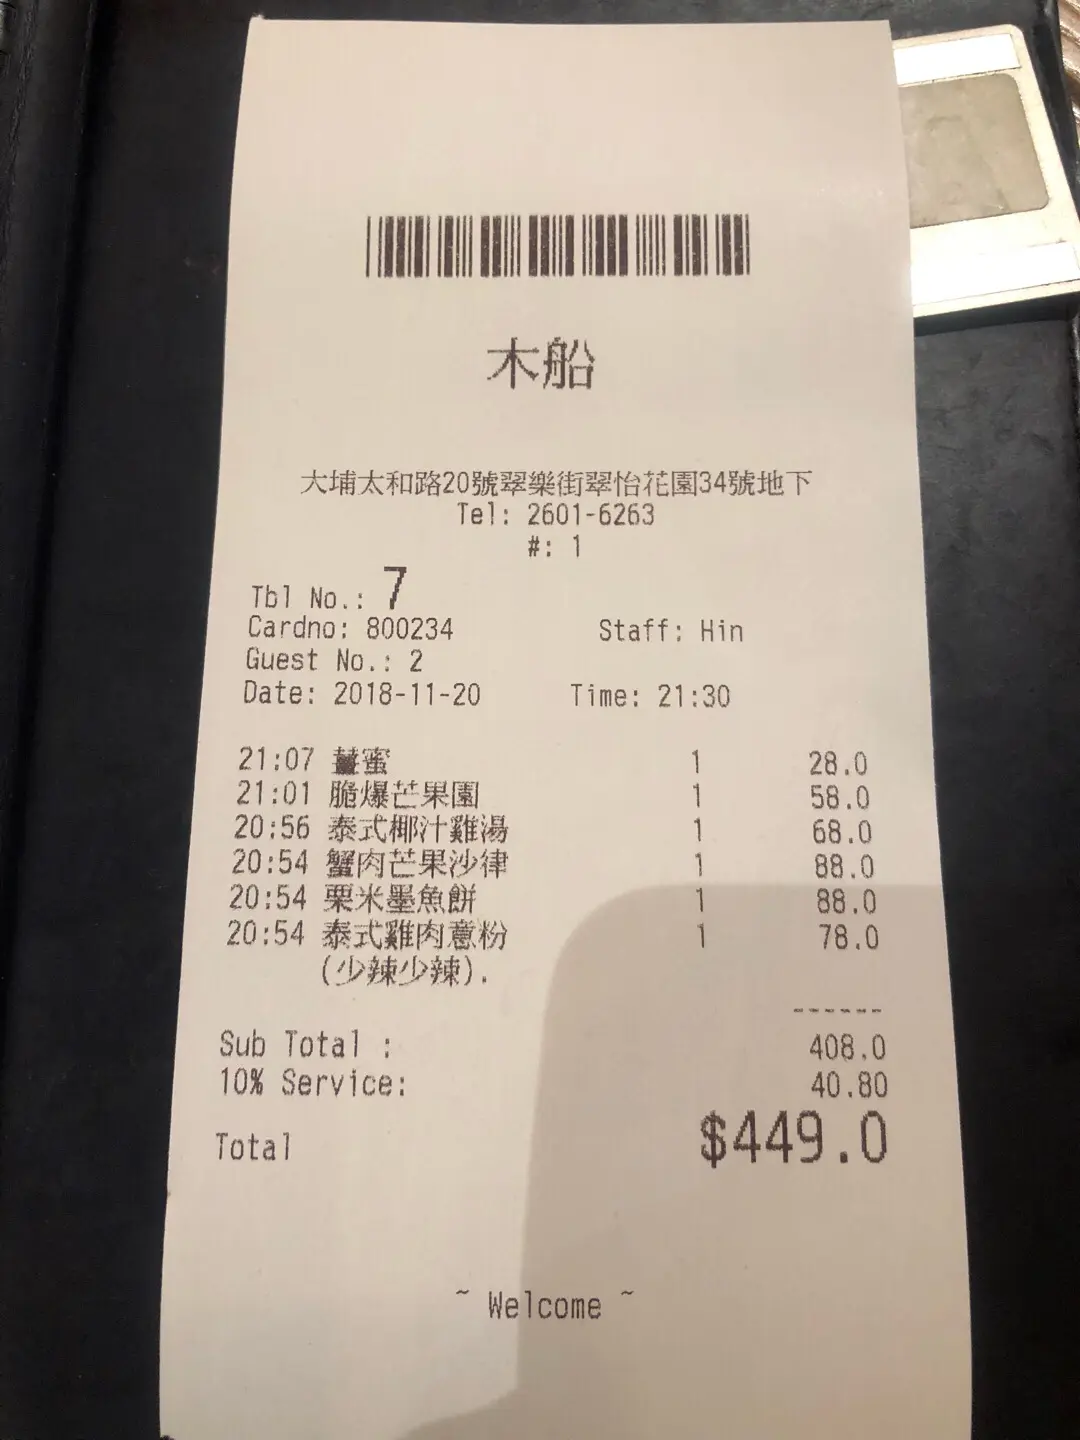 木船
大埔太和路20號翠樂街翠怡花園34號地下
Tel: 2601-6263
#: 1
Tbl No.: 7
Cardno: 800234 Staff: Hin
Guest No.: 2
Date: 2018-11-20 Time: 21:30
21:07 薑蜜 1 28.0
21:01 脆爆芒果園 1 58.0
20:56 泰式椰汁雞湯 1 68.0
20:54 蟹肉芒果沙律 1 88.0
20:54 粟米墨魚餅 1 88.0
20:54 泰式雞肉意粉 1 78.0
(少辣少辣).
------
Sub Total : 408.0
10% Service: 40.80
Total $449.0
~ Welcome ~